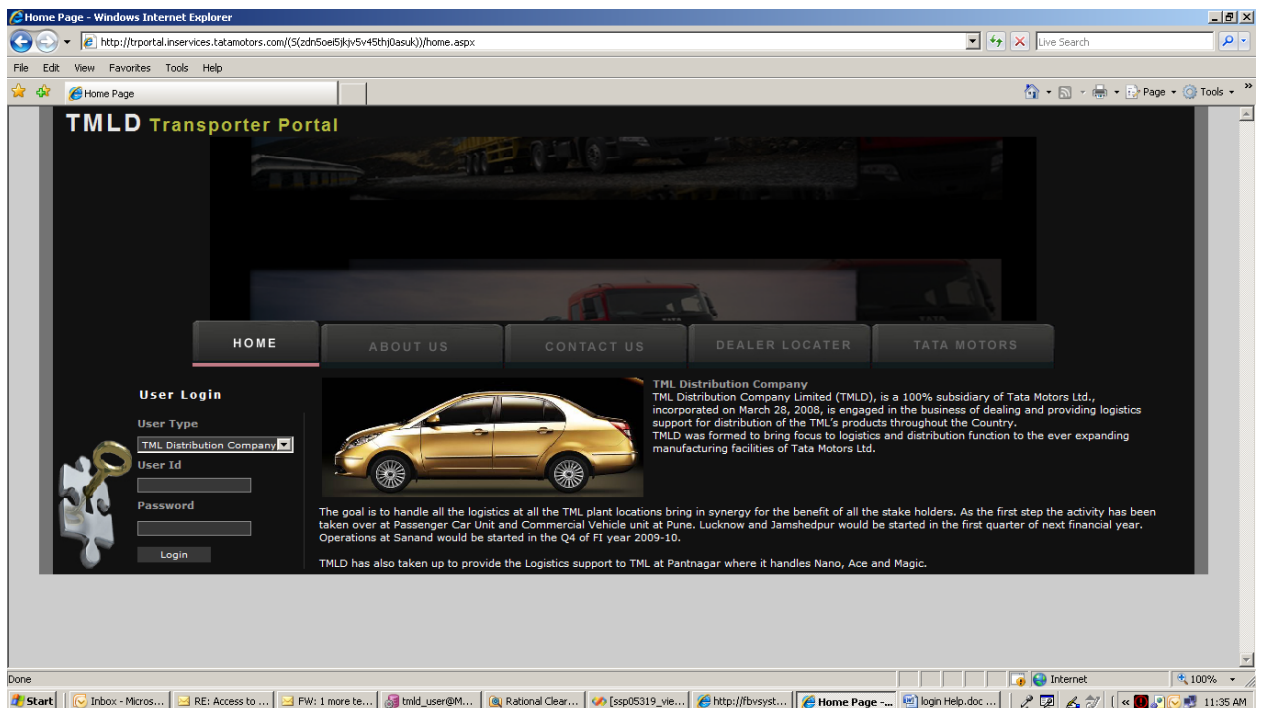 Home Page - Windows Internet Explorer
http://trportal.inservices.tatamotors.com/(S(zdn5oei5jkjv5v45thj0asuk))/home.aspx
Live Search
File Edit View Favorites Tools Help
Home Page
Page Tools
TMLD Transporter Portal
TATA
TATA
HOME
ABOUT US
CONTACT US
DEALER LOCATER
TATA MOTORS
User Login
User Type
TML Distribution Company
User Id
Password
Login
TML Distribution Company
TML Distribution Company Limited (TMLD), is a 100% subsidiary of Tata Motors Ltd.,
incorporated on March 28, 2008, is engaged in the business of dealing and providing logistics
support for distribution of the TML's products throughout the Country.
TMLD was formed to bring focus to logistics and distribution function to the ever expanding
manufacturing facilities of Tata Motors Ltd.
The goal is to handle all the logistics at all the TML plant locations bring in synergy for the benefit of all the stake holders. As the first step the activity has been
taken over at Passenger Car Unit and Commercial Vehicle unit at Pune. Lucknow and Jamshedpur would be started in the first quarter of next financial year.
Operations at Sanand would be started in the Q4 of FI year 2009-10.
TMLD has also taken up to provide the Logistics support to TML at Pantnagar where it handles Nano, Ace and Magic.
Done
Internet
100%
Start
Inbox - Micros...
RE: Access to ...
FW: 1 more te...
tmld_user@M...
Rational Clear...
[ssp05319_vie...
http://fbvsyst...
Home Page -...
login Help.doc ...
11:35 AM